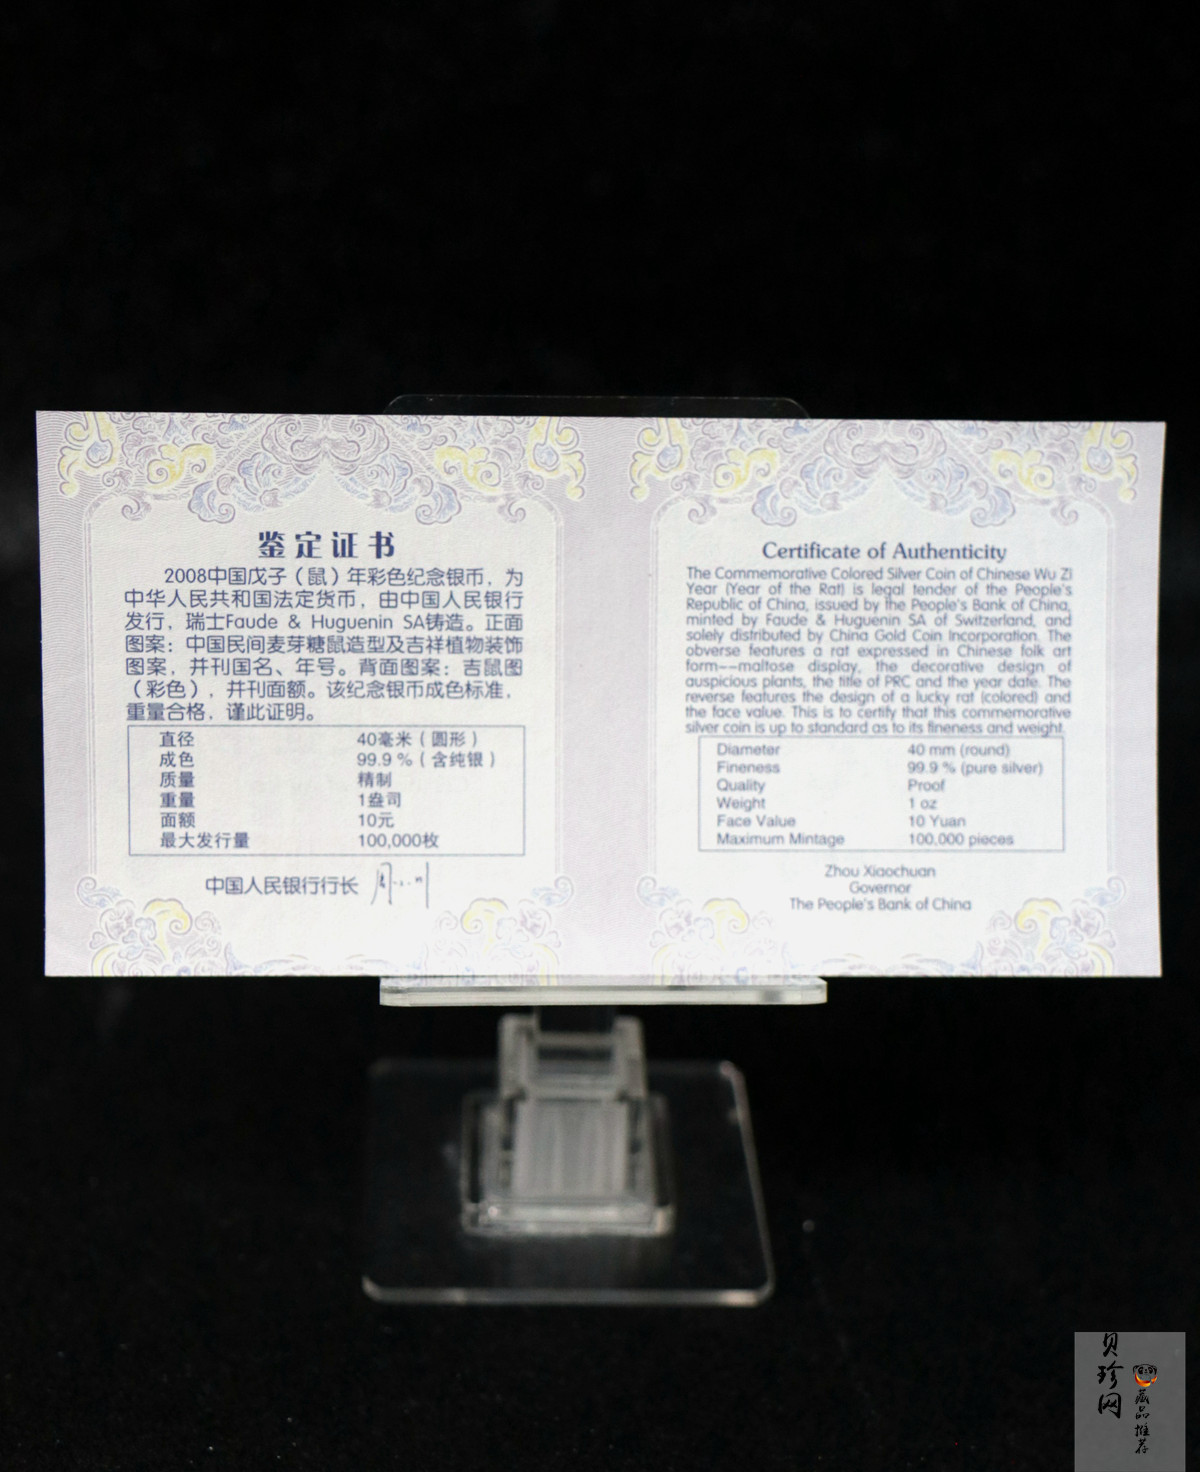 鉴定证书
2008中国戊子（鼠）年彩色纪念银币，为
中华人民共和国法定货币，由中国人民银行
发行，瑞士Faude & Huguenin SA铸造。正面
图案：中国民间麦芽糖鼠造型及吉祥植物装饰
图案，并刊国名、年号。背面图案：吉鼠图
（彩色），并刊面额。该纪念银币成色标准，
重量合格，谨此证明。
直径 40毫米（圆形）
成色 99.9 %（含纯银）
质量 精制
重量 1盎司
面额 10元
最大发行量 100,000枚
中国人民银行行长
Certificate of Authenticity
The Commemorative Colored Silver Coin of Chinese Wu Zi
Year (Year of the Rat) is legal tender of the People's
Republic of China, issued by the People's Bank of China,
minted by Faude & Huguenin SA of Switzerland, and
solely distributed by China Gold Coin Incorporation. The
obverse features a rat expressed in Chinese folk art
form--maltose display, the decorative design of
auspicious plants, the title of PRC and the year date. The
reverse features the design of a lucky rat (colored) and
the face value. This is to certify that this commemorative
silver coin is up to standard as to its fineness and weight.
Diameter 40 mm (round)
Fineness 99.9 % (pure silver)
Quality Proof
Weight 1 oz
Face Value 10 Yuan
Maximum Mintage 100,000 pieces
Zhou Xiaochuan
Governor
The People's Bank of China
贝珍网
藏品推荐